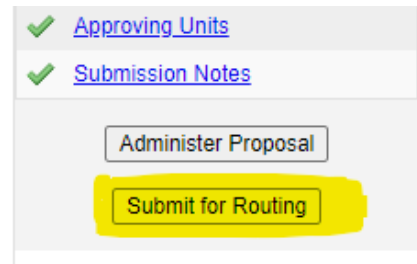 Approving Units
Submission Notes
Administer Proposal
Submit for Routing